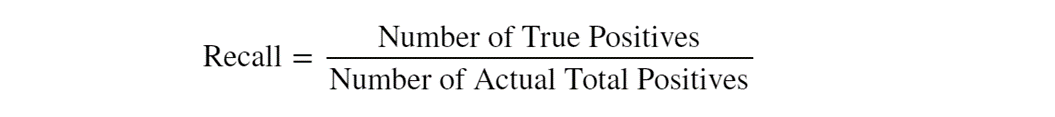 Recall = Number of True Positives
Number of Actual Total Positives